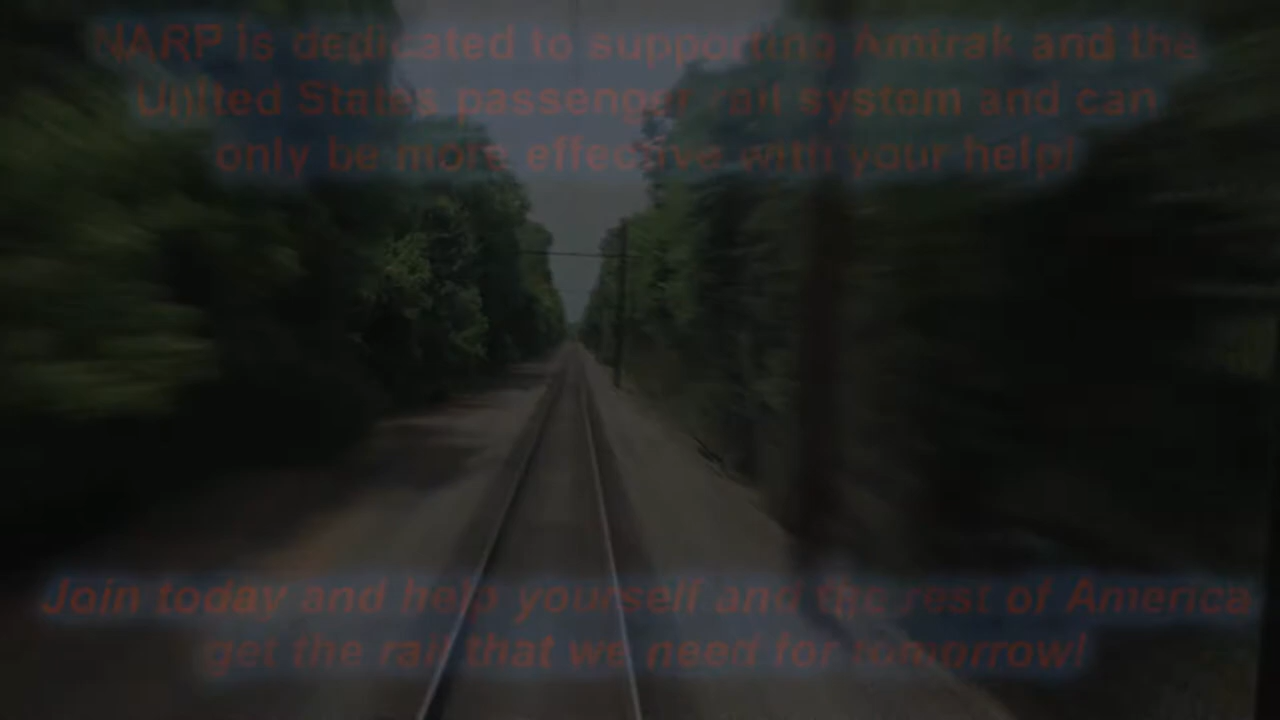 NARP is dedicated to supporting Amtrak and the
United States passenger rail system and can
only be more effective with your help!
Join today and help yourself and the rest of America
get the rail that we need for tomorrow!